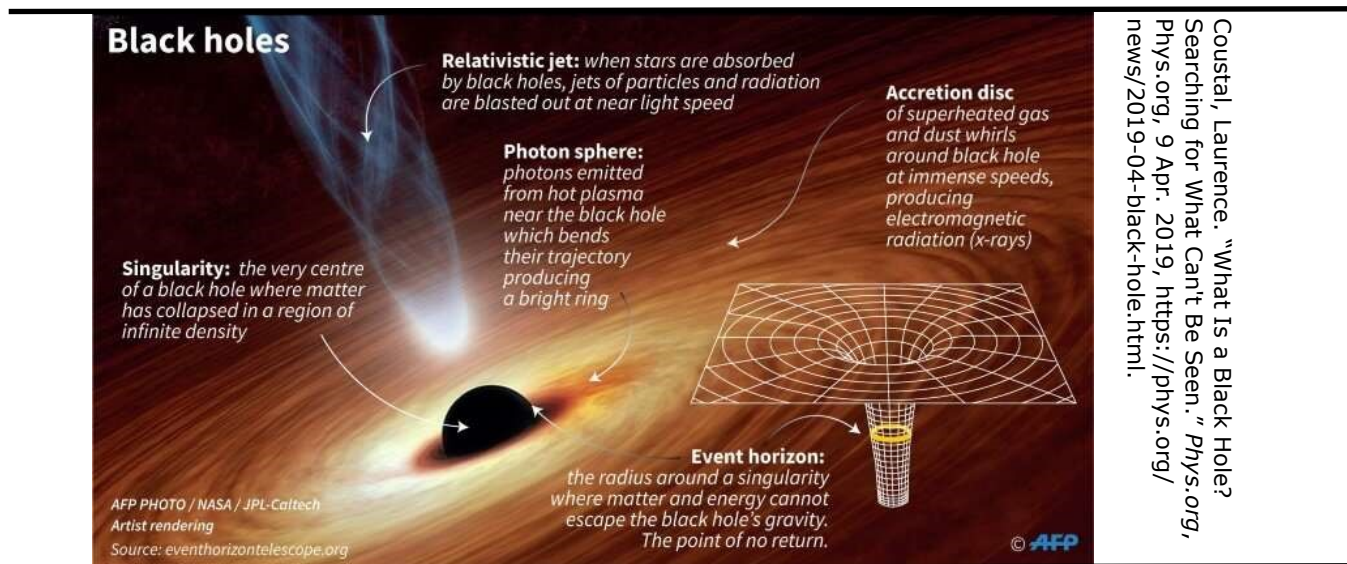 Black holes
Relativistic jet: when stars are absorbed
by black holes, jets of particles and radiation
are blasted out at near light speed
Accretion disc
of superheated gas
and dust whirls
around black hole
at immense speeds,
producing
electromagnetic
radiation (x-rays)
Photon sphere:
photons emitted
from hot plasma
near the black hole
which bends
their trajectory
producing
a bright ring
Singularity: the very centre
of a black hole where matter
has collapsed in a region of
infinite density
Event horizon:
the radius around a singularity
where matter and energy cannot
escape the black hole's gravity.
The point of no return.
AFP PHOTO / NASA / JPL-Caltech
Artist rendering
Source: eventhorizontelescope.org
© AFP
Coustal, Laurence. “What Is a Black Hole?
Searching for What Can't Be Seen.” Phys.org,
Phys.org, 9 Apr. 2019, https://phys.org/
news/2019-04-black-hole.html.